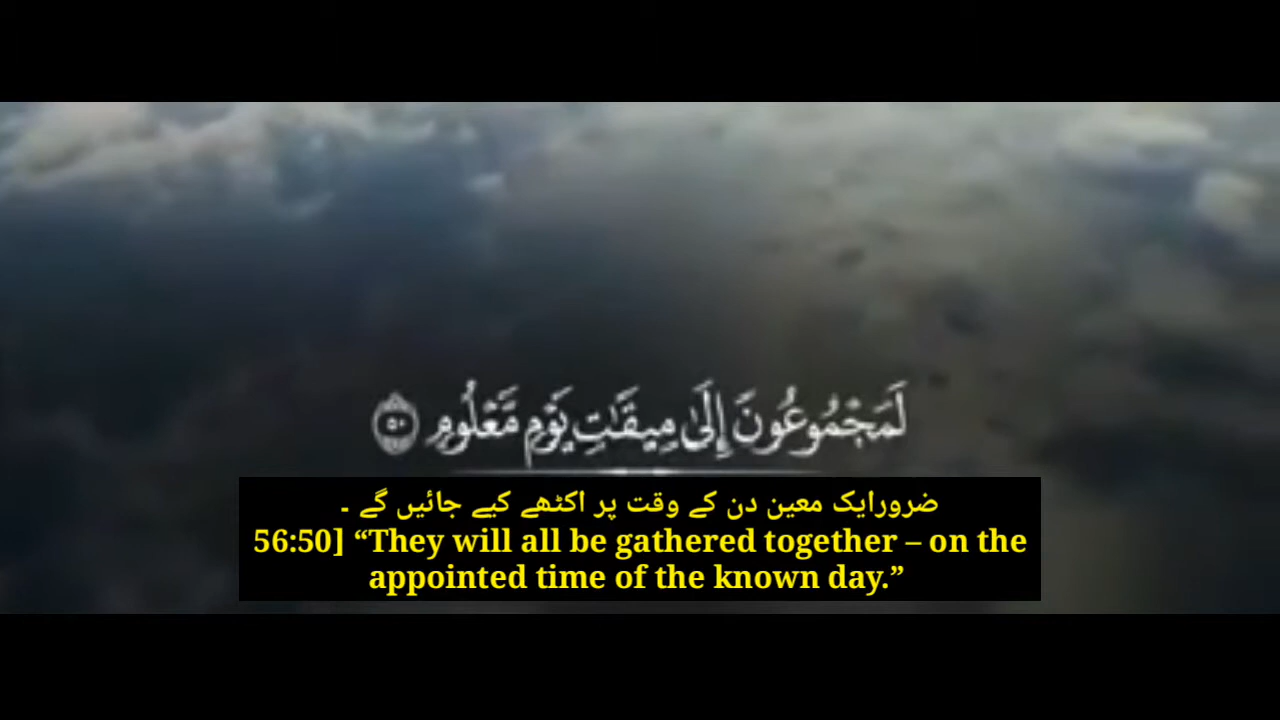 لَمَجْمُوعُونَ إِلَىٰ مِيقَٰتِ يَوْمٍ مَّعْلُومٍ ٥٠
ضرورایک معین دن کے وقت پر اکٹھے کیے جائیں گے ۔
56:50] “They will all be gathered together – on the
appointed time of the known day.”